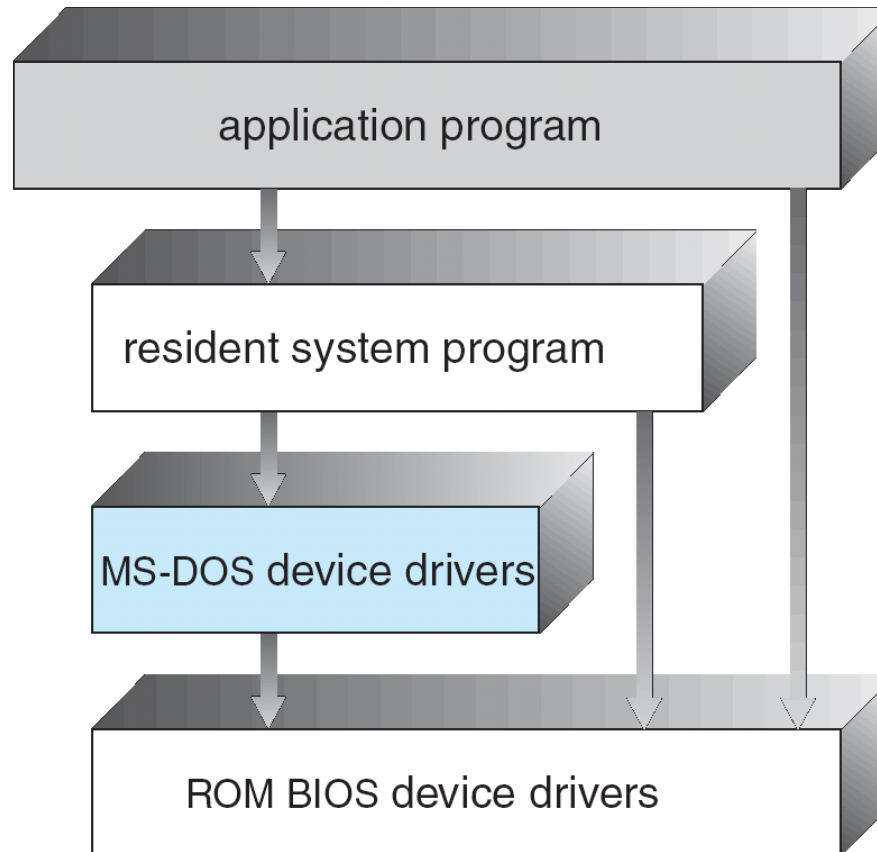 application program
resident system program
MS-DOS device drivers
ROM BIOS device drivers